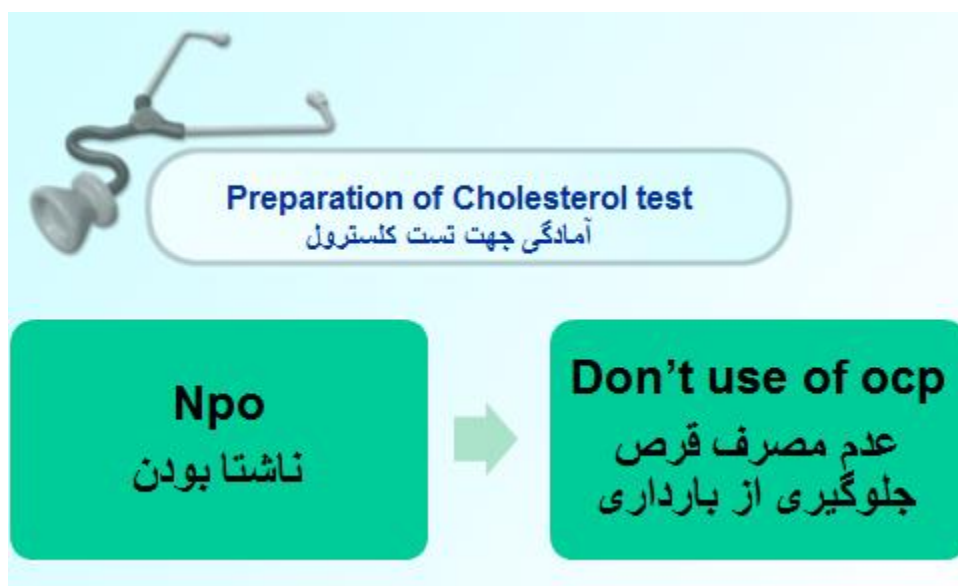 Preparation of Cholesterol test
آمادگی جهت تست کلسترول
Npo
ناشتا بودن
Don't use of ocp
عدم مصرف قرص
جلوگیری از بارداری